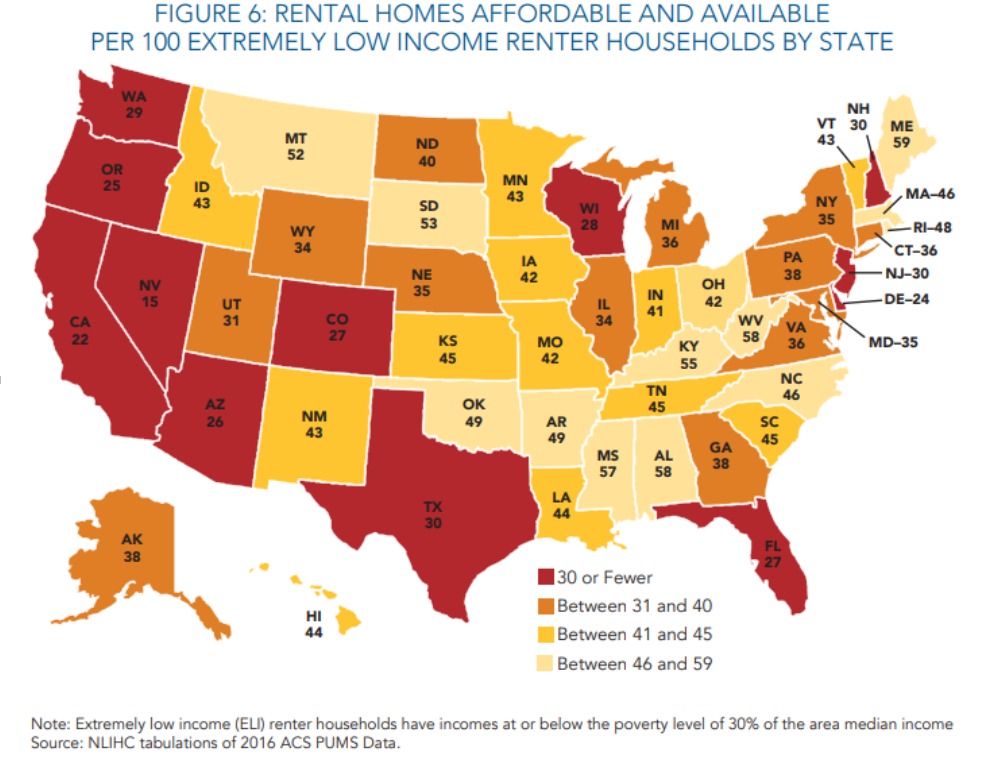 FIGURE 6: RENTAL HOMES AFFORDABLE AND AVAILABLE
PER 100 EXTREMELY LOW INCOME RENTER HOUSEHOLDS BY STATE
WA
29
OR
25
CA
22
NV
15
ID
43
MT
52
WY
34
UT
31
AZ
26
CO
27
NM
43
ND
40
SD
53
NE
35
KS
45
OK
49
TX
30
MN
43
IA
42
MO
42
AR
49
LA
44
WI
28
IL
34
MI
36
IN
41
OH
42
KY
55
TN
45
MS
57
AL
58
GA
38
FL
27
SC
45
NC
46
VA
36
WV
58
PA
38
NY
35
VT
43
NH
30
ME
59
MA–46
RI–48
CT–36
NJ–30
DE–24
MD–35
AK
38
HI
44
30 or Fewer
Between 31 and 40
Between 41 and 45
Between 46 and 59
Note: Extremely low income (ELI) renter households have incomes at or below the poverty level of 30% of the area median income
Source: NLIHC tabulations of 2016 ACS PUMS Data.